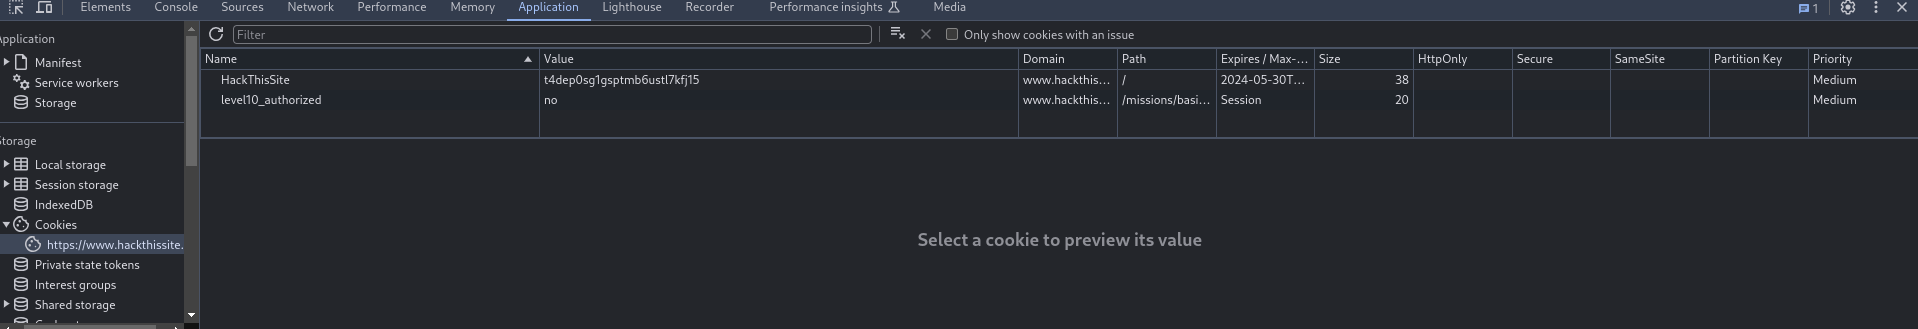 Elements Console Sources Network Performance Memory Application Lighthouse Recorder Performance insights Media 1
Application
Manifest
Service workers
Storage
Storage
Local storage
Session storage
IndexedDB
Cookies
https://www.hackthissite.
Private state tokens
Interest groups
Shared storage
Filter Only show cookies with an issue
Name Value Domain Path Expires / Max-... Size HttpOnly Secure SameSite Partition Key Priority
HackThisSite t4dep0sg1gsptmb6ustl7kfj15 www.hackthis... / 2024-05-30T... 38 Medium
level10_authorized no www.hackthis... /missions/basi... Session 20 Medium
Select a cookie to preview its value